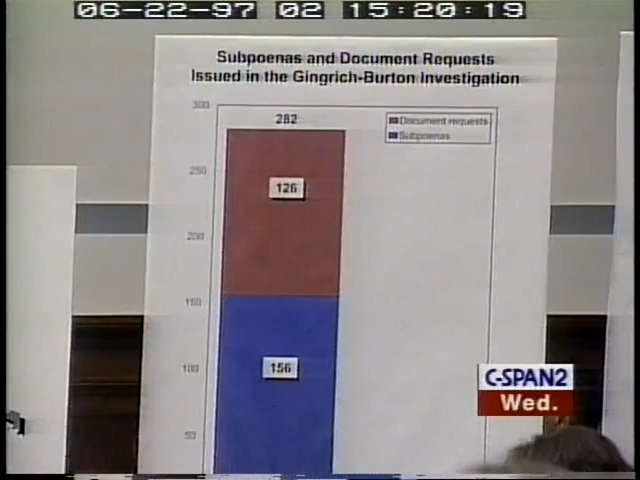 06-22-97 02 15:20:19
Subpoenas and Document Requests
Issued in the Gingrich-Burton Investigation
300
282
Document requests
Subpoenas
250
126
200
150
156
100
50
C-SPAN2
Wed.